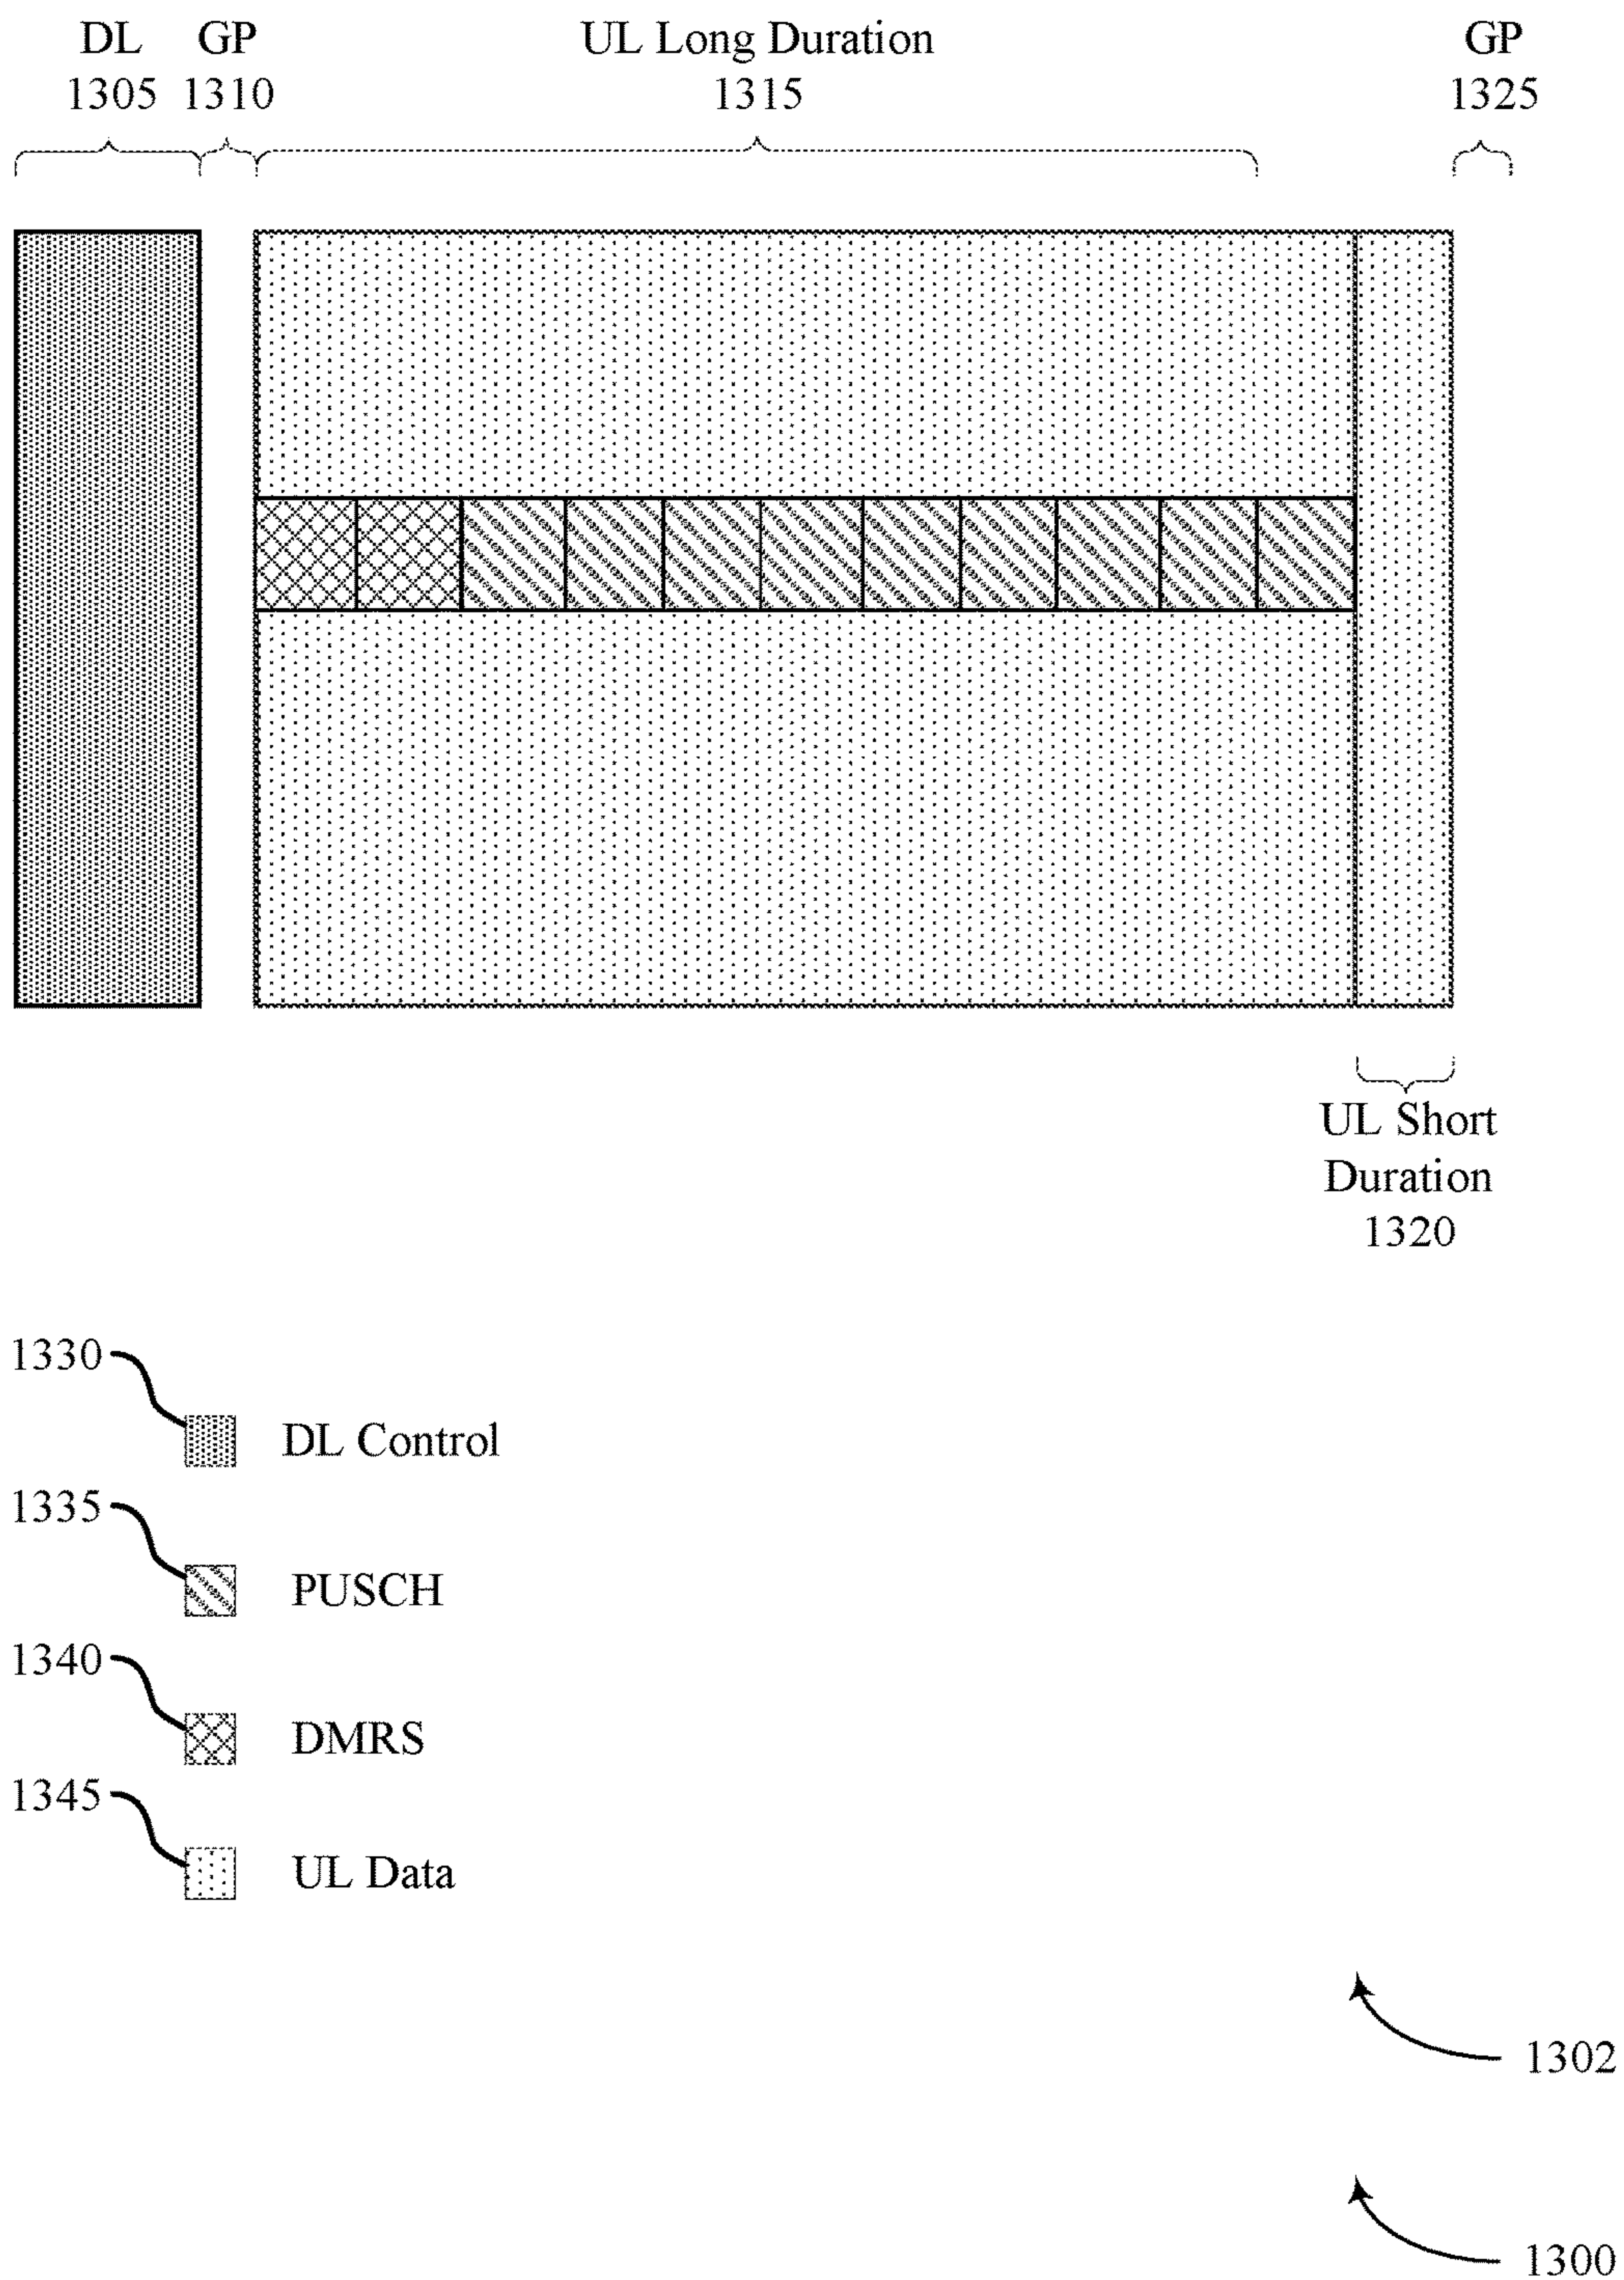 DL GP UL Long Duration GP
1305 1310 1315 1325
UL Short
Duration
1320
1330
DL Control
1335
PUSCH
1340
DMRS
1345
UL Data
1302
1300